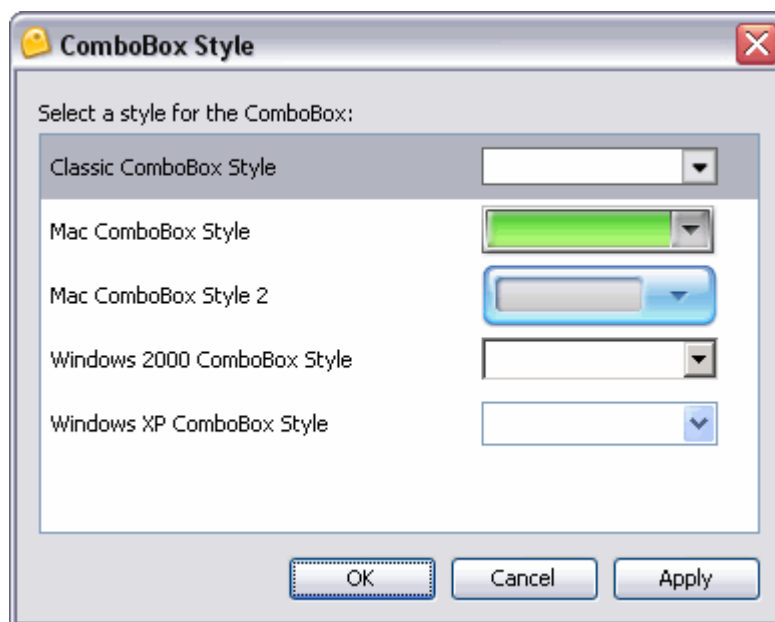 ComboBox Style
Select a style for the ComboBox:
Classic ComboBox Style
Mac ComboBox Style
Mac ComboBox Style 2
Windows 2000 ComboBox Style
Windows XP ComboBox Style
OK Cancel Apply